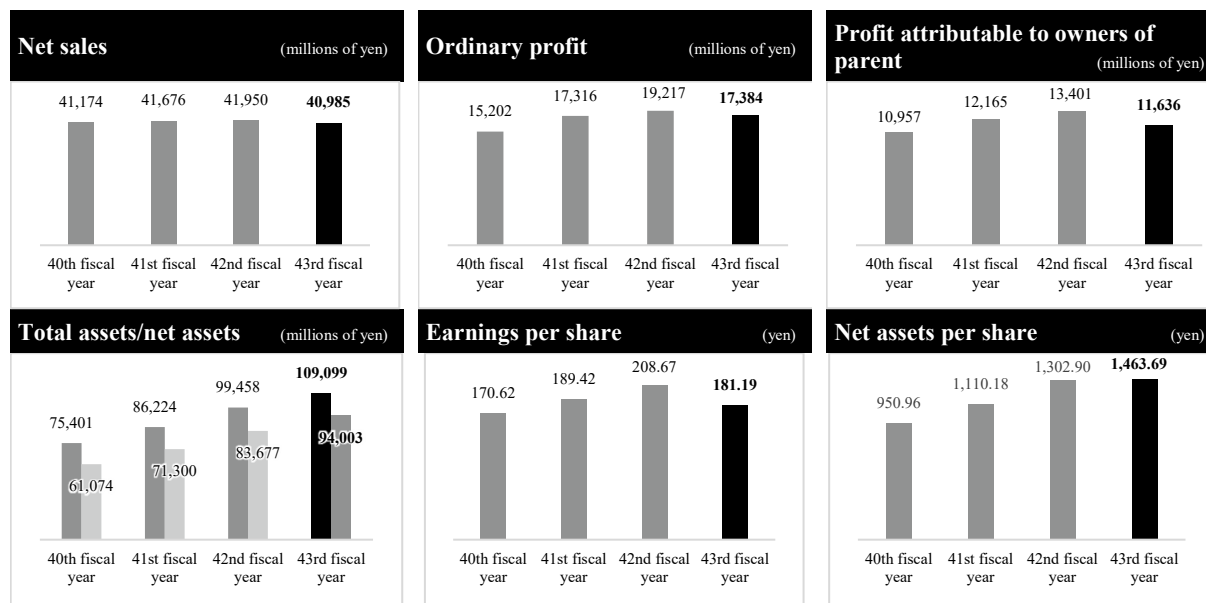 Net sales (millions of yen)
41,174 41,676 41,950 40,985
40th fiscal year 41st fiscal year 42nd fiscal year 43rd fiscal year
Ordinary profit (millions of yen)
15,202 17,316 19,217 17,384
40th fiscal year 41st fiscal year 42nd fiscal year 43rd fiscal year
Profit attributable to owners of
parent (millions of yen)
10,957 12,165 13,401 11,636
40th fiscal year 41st fiscal year 42nd fiscal year 43rd fiscal year
Total assets/net assets (millions of yen)
75,401 86,224 99,458 109,099
61,074 71,300 83,677 94,003
40th fiscal year 41st fiscal year 42nd fiscal year 43rd fiscal year
Earnings per share (yen)
170.62 189.42 208.67 181.19
40th fiscal year 41st fiscal year 42nd fiscal year 43rd fiscal year
Net assets per share (yen)
950.96 1,110.18 1,302.90 1,463.69
40th fiscal year 41st fiscal year 42nd fiscal year 43rd fiscal year